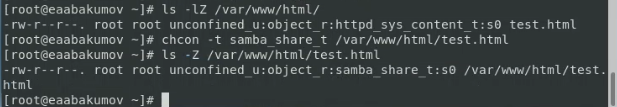 [root@eaabakumov ~]# ls -lZ /var/www/html/
-rw-r--r--. root root unconfined_u:object_r:httpd_sys_content_t:s0 test.html
[root@eaabakumov ~]# chcon -t samba_share_t /var/www/html/test.html
[root@eaabakumov ~]# ls -Z /var/www/html/test.html
-rw-r--r--. root root unconfined_u:object_r:samba_share_t:s0 /var/www/html/test.
html
[root@eaabakumov ~]#